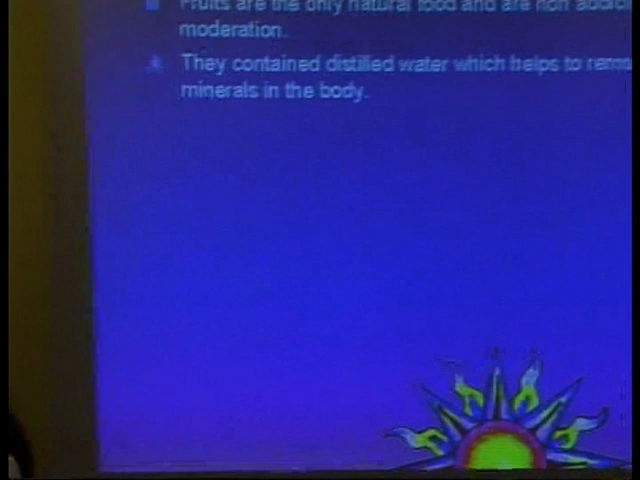 Fruits are the only natural food and are non
moderation.
They contained distilled water which helps to
minerals in the body.